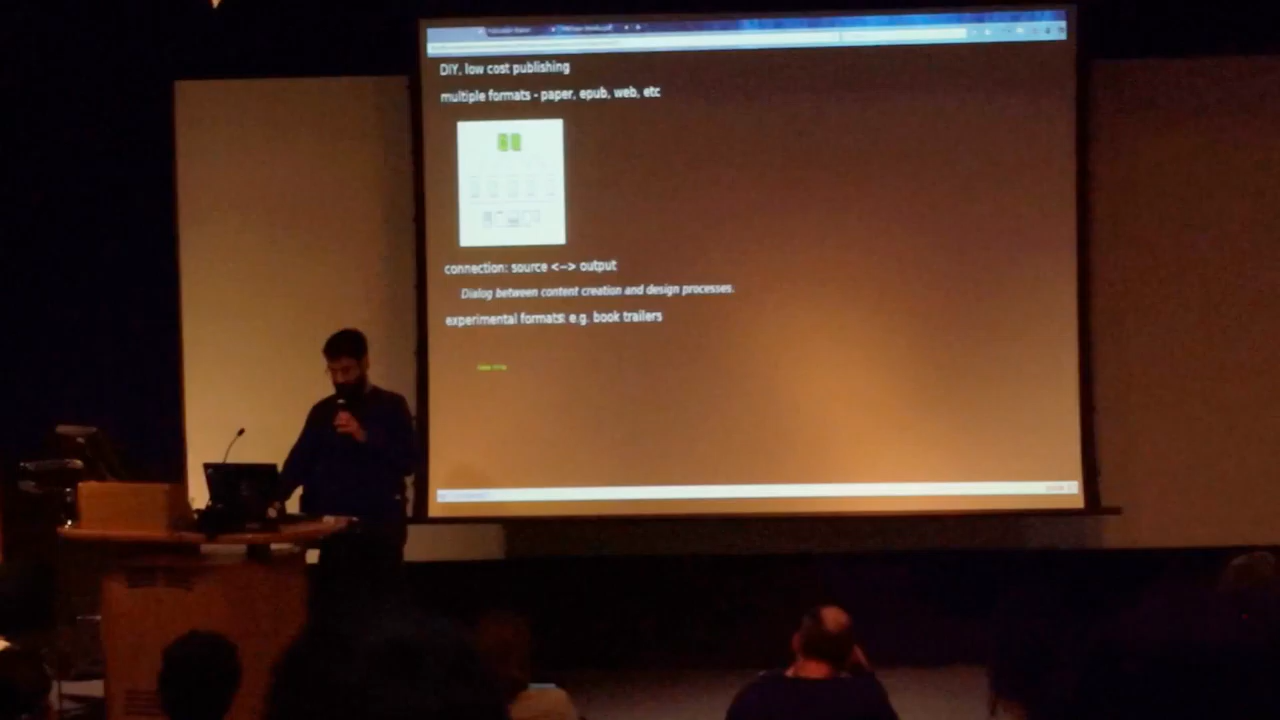 DIY, low cost publishing
multiple formats - paper, epub, web, etc
connection: source <--> output
Dialog between content creation and design processes.
experimental formats: e.g. book trailers